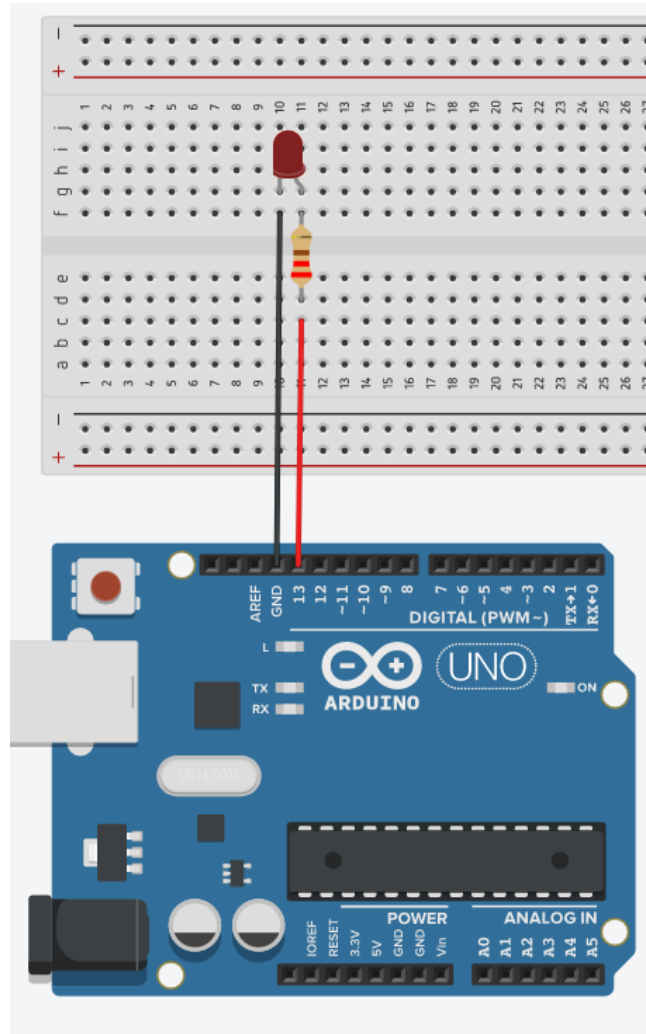 − −
+ +
1 2 3 4 5 6 7 8 9 10 11 12 13 14 15 16 17 18 19 20 21 22 23 24 25 26 27
j
i
h
g
f
e
d
c
b
a
1 2 3 4 5 6 7 8 9 10 11 12 13 14 15 16 17 18 19 20 21 22 23 24 25 26 27
−
+
AREF GND 13 12 ~11 ~10 ~9 8 7 ~6 ~5 4 ~3 2 TX→1 RX←0
DIGITAL (PWM ~)
L
UNO
TX
RX
ARDUINO
ON
SPK16.000G
POWER ANALOG IN
IOREF RESET 3.3V 5V GND GND Vin A0 A1 A2 A3 A4 A5